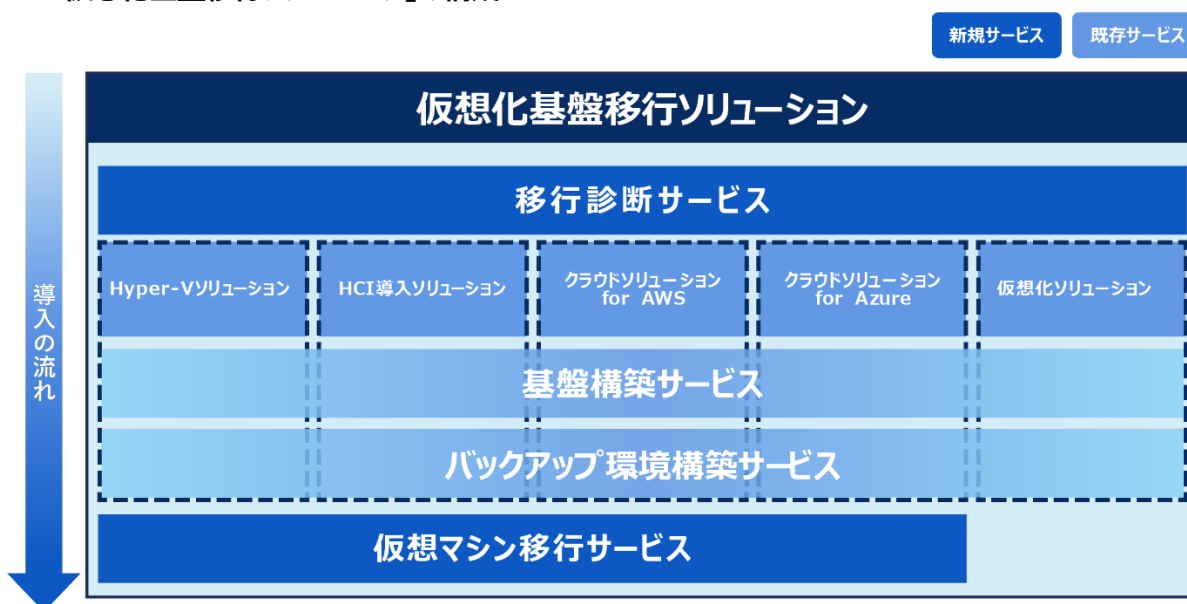 新規サービス
既存サービス
仮想化基盤移行ソリューション
移行診断サービス
Hyper-Vソリューション
HCI導入ソリューション
クラウドソリューション
for AWS
クラウドソリューション
for Azure
仮想化ソリューション
基盤構築サービス
バックアップ環境構築サービス
仮想マシン移行サービス
導入の流れ